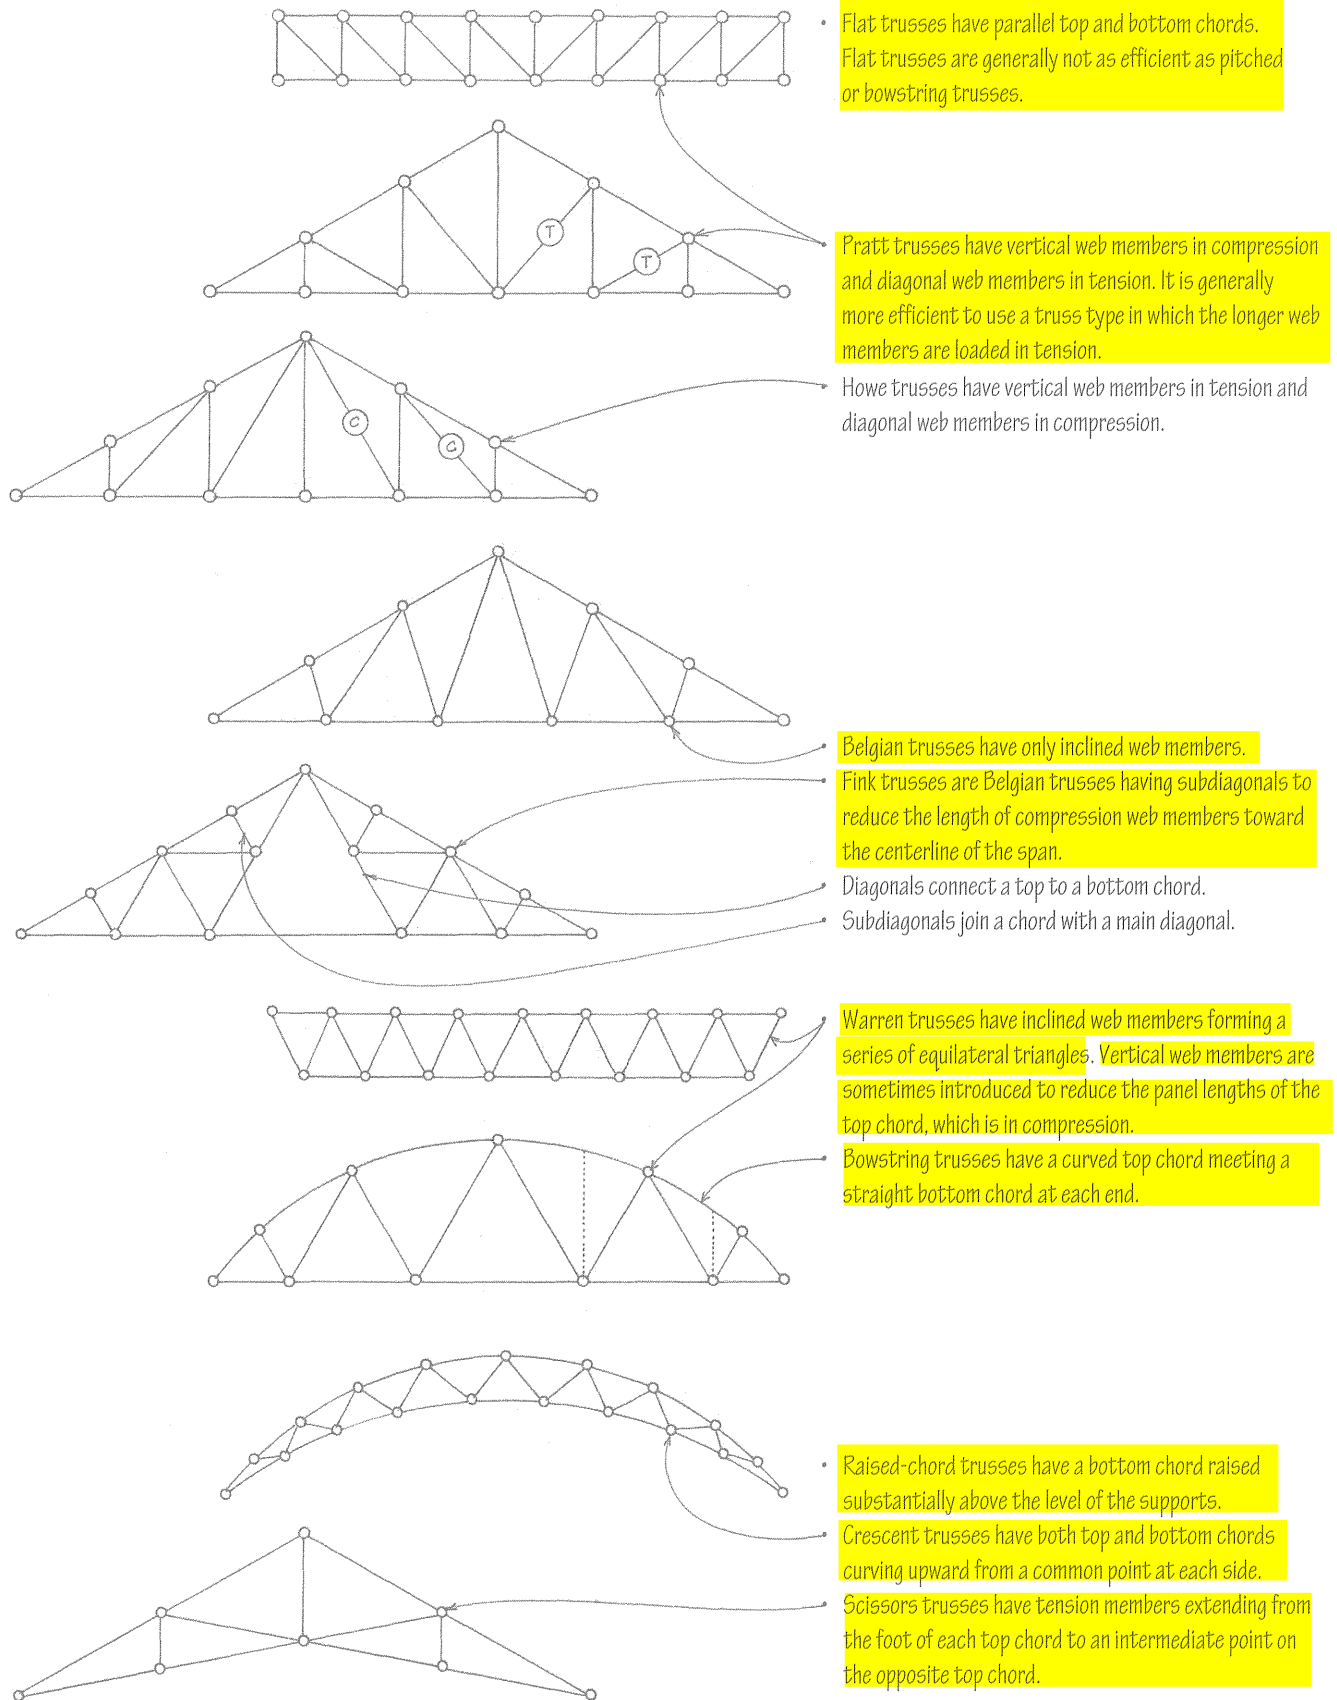 • Flat trusses have parallel top and bottom chords.
Flat trusses are generally not as efficient as pitched
or bowstring trusses.
T
T
• Pratt trusses have vertical web members in compression
and diagonal web members in tension. It is generally
more efficient to use a truss type in which the longer web
members are loaded in tension.
• Howe trusses have vertical web members in tension and
diagonal web members in compression.
C
C
• Belgian trusses have only inclined web members.
• Fink trusses are Belgian trusses having subdiagonals to
reduce the length of compression web members toward
the centerline of the span.
• Diagonals connect a top to a bottom chord.
• Subdiagonals join a chord with a main diagonal.
• Warren trusses have inclined web members forming a
series of equilateral triangles. Vertical web members are
sometimes introduced to reduce the panel lengths of the
top chord, which is in compression.
• Bowstring trusses have a curved top chord meeting a
straight bottom chord at each end.
• Raised-chord trusses have a bottom chord raised
substantially above the level of the supports.
• Crescent trusses have both top and bottom chords
curving upward from a common point at each side.
• Scissors trusses have tension members extending from
the foot of each top chord to an intermediate point on
the opposite top chord.